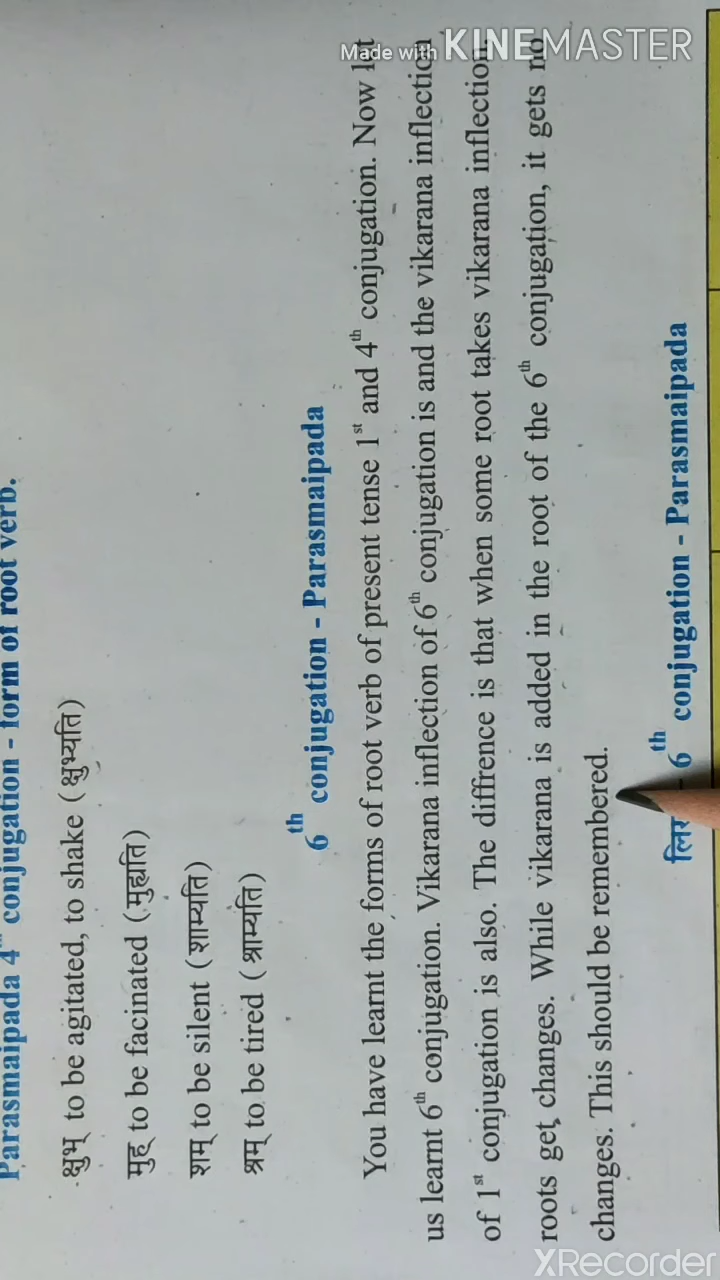 Made with KINEMASTER
Parasmaipada 4th conjugation - form of root verb.
क्षुभ् to be agitated, to shake ( क्षुभ्यति)
मुह् to be facinated ( मुह्यति)
शम् to be silent ( शाम्यति)
श्रम् to be tired ( श्राम्यति)
6th conjugation - Parasmaipada
You have learnt the forms of root verb of present tense 1st and 4th conjugation. Now let
us learnt 6th conjugation. Vikarana inflection of 6th conjugation is and the vikarana inflection
of 1st conjugation is also. The diffrence is that when some root takes vikarana inflection,
roots get changes. While vikarana is added in the root of the 6th conjugation, it gets no
changes. This should be remembered.
6th conjugation - Parasmaipada
XRecorder